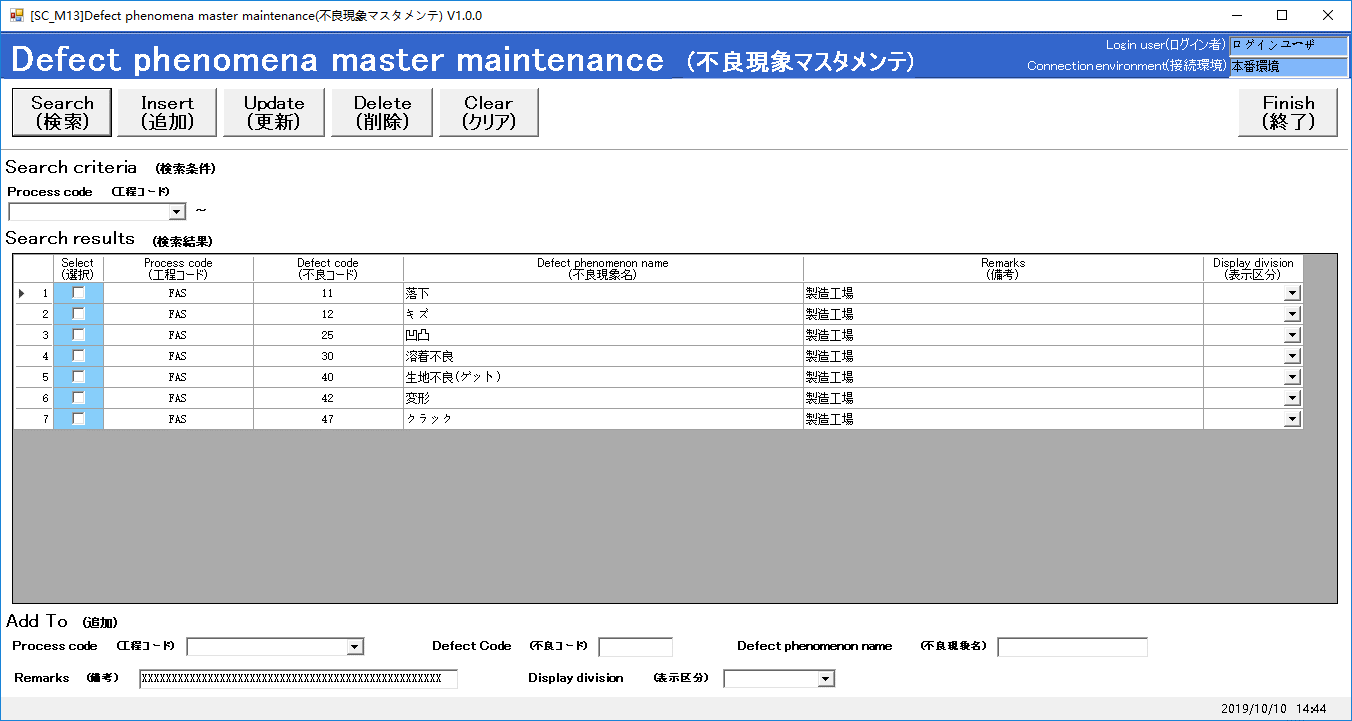 [SC_M13]Defect phenomena master maintenance(不良現象マスタメンテ) V1.0.0
Defect phenomena master maintenance (不良現象マスタメンテ)
Login user(ログイン者) ログインユーザ
Connection environment(接続環境) 本番環境
Search Insert Update Delete Clear Finish
(検索) (追加) (更新) (削除) (クリア) (終了)
Search criteria (検索条件)
Process code (工程コード)
~
Search results (検索結果)
Select Process code Defect code Defect phenomenon name Remarks Display division
(選択) (工程コード) (不良コード) (不良現象名) (備考) (表示区分)
1 FAS 11 落下 製造工場
2 FAS 12 キズ 製造工場
3 FAS 25 凹凸 製造工場
4 FAS 30 溶着不良 製造工場
5 FAS 40 生地不良(ゲット) 製造工場
6 FAS 42 変形 製造工場
7 FAS 47 クラック 製造工場
Add To (追加)
Process code (工程コード) Defect Code (不良コード) Defect phenomenon name (不良現象名)
Remarks (備考) XXXXXXXXXXXXXXXXXXXXXXXXXXXXXXXXXXXXXXXXXXXXXXXXXX Display division (表示区分)
2019/10/10 14:44